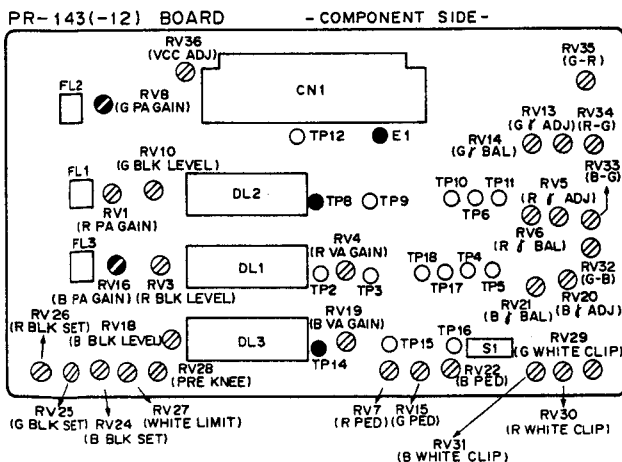 PR-143(-12) BOARD
-COMPONENT SIDE-
RV36
(VCC ADJ)
RV35
(G-R)
FL2
RV8
(G PA GAIN)
CN1
RV13
(G γ ADJ)
RV34
(R-G)
RV10
(G BLK LEVEL)
TP12
E1
RV14
(G γ BAL)
RV33
(B-G)
FL1
RV1
(R PA GAIN)
DL2
TP8
TP9
TP10
TP11
TP6
RV5
(R γ ADJ)
RV6
(R γ BAL)
FL3
RV16
(B PA GAIN)
RV3
(R BLK LEVEL)
DL1
RV4
(R VA GAIN)
TP2
TP3
TP18
TP4
TP17
TP5
RV32
(G-B)
RV26
(R BLK SET)
RV18
(B BLK LEVEL)
RV19
(B VA GAIN)
RV21
(B γ BAL)
RV20
(B γ ADJ)
DL3
TP14
TP15
TP16
S1
RV29
(G WHITE CLIP)
RV28
(PRE KNEE)
RV22
(B PED)
RV25
(G BLK SET)
RV24
(B BLK SET)
RV27
(WHITE LIMIT)
RV7
(R PED)
RV15
(G PED)
RV31
(B WHITE CLIP)
RV30
(R WHITE CLIP)